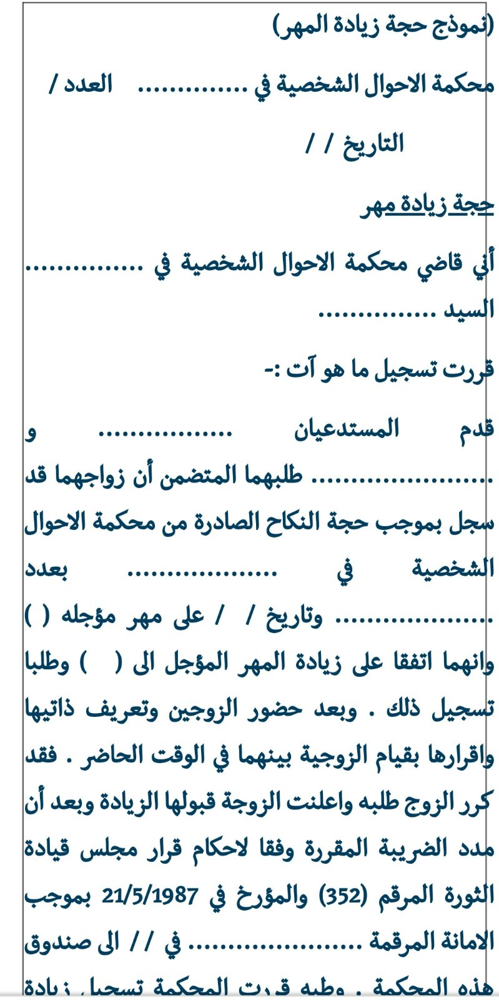 (نموذج حجة زيادة المهر)
محكمة الاحوال الشخصية في .............. العدد /
التاريخ / /
حجة زيادة مهر
أني قاضي محكمة الاحوال الشخصية في ...............
السيد ...............
قررت تسجيل ما هو آت :-
قدم المستدعيان ................. و
....................... طلبهما المتضمن أن زواجهما قد
سجل بموجب حجة النكاح الصادرة من محكمة الاحوال
الشخصية في ................... بعدد
.................... وتاريخ / / على مهر مؤجله ( )
وانهما اتفقا على زيادة المهر المؤجل الى ( ) وطلبا
تسجيل ذلك . وبعد حضور الزوجين وتعريف ذاتيها
واقرارها بقيام الزوجية بينهما في الوقت الحاضر . فقد
كرر الزوج طلبه واعلنت الزوجة قبولها الزيادة وبعد أن
مدد الضريبة المقررة وفقا لاحكام قرار مجلس قيادة
الثورة المرقم (352) والمؤرخ في 21/5/1987 بموجب
الامانة المرقمة ...................... في / / الى صندوق
هذه المحكمة . وطبه قررت المحكمة تسجيل زيادة